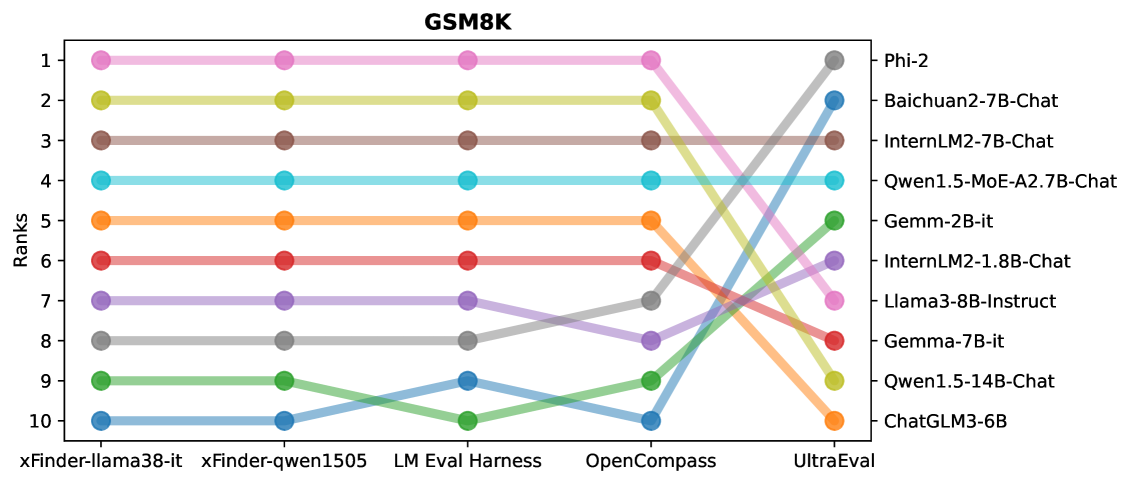 GSM8K
Ranks
1
2
3
4
5
6
7
8
9
10
Phi-2
Baichuan2-7B-Chat
InternLM2-7B-Chat
Qwen1.5-MoE-A2.7B-Chat
Gemm-2B-it
InternLM2-1.8B-Chat
Llama3-8B-Instruct
Gemma-7B-it
Qwen1.5-14B-Chat
ChatGLM3-6B
xFinder-llama38-it
xFinder-qwen1505
LM Eval Harness
OpenCompass
UltraEval